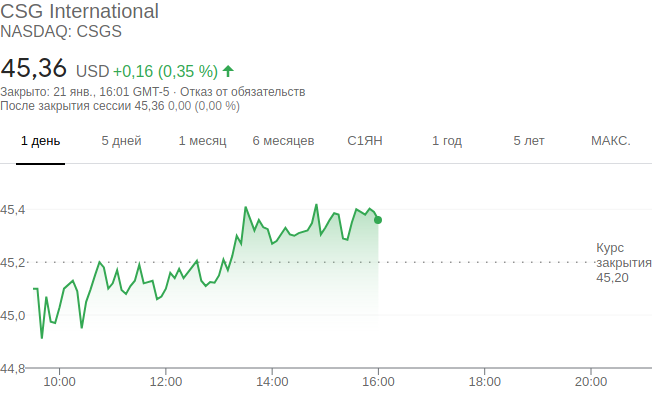 CSG International
NASDAQ: CSGS
45,36 USD +0,16 (0,35 %)
Закрыто: 21 янв., 16:01 GMT-5 · Отказ от обязательств
После закрытия сессии 45,36 0,00 (0,00 %)
1 день 5 дней 1 месяц 6 месяцев С1ЯН 1 год 5 лет МАКС.
45,4
Курс
45,2 закрытия
45,20
45,0
44,8
10:00 12:00 14:00 16:00 18:00 20:00